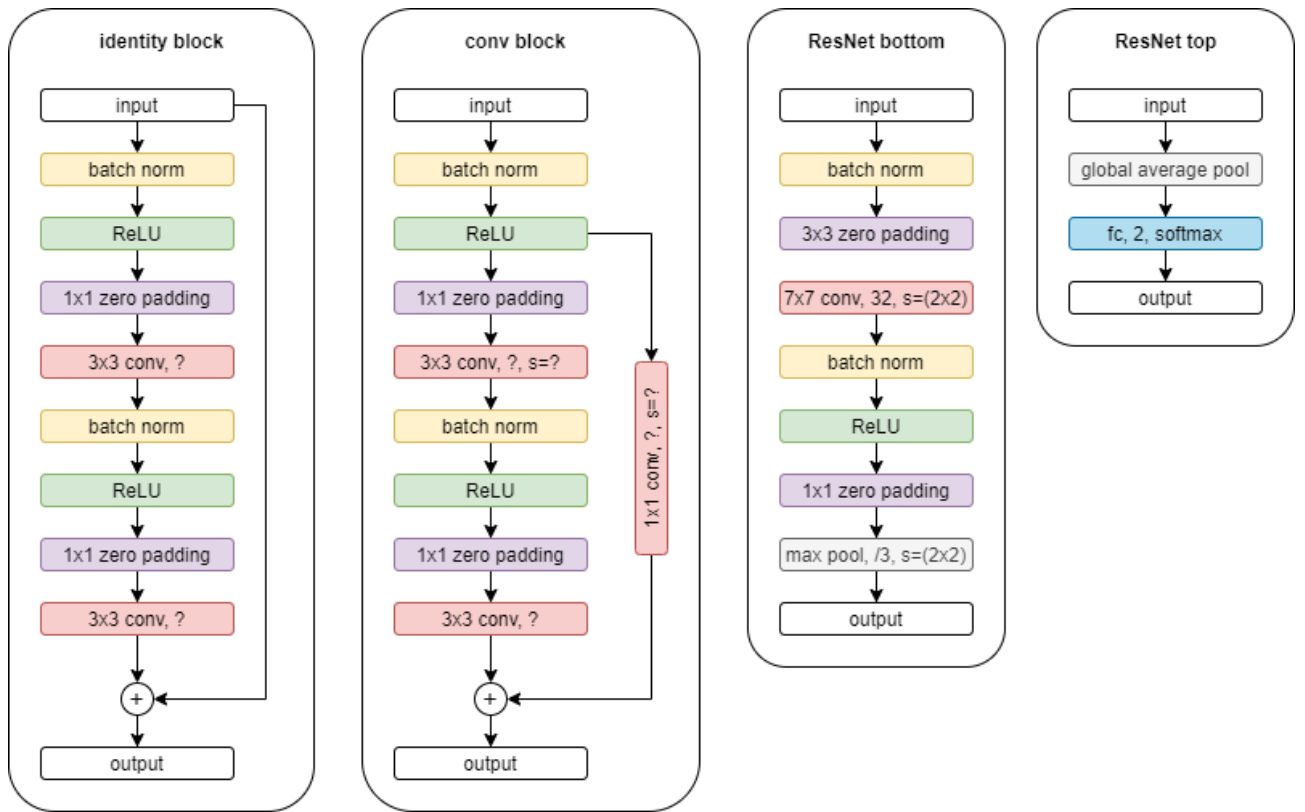 identity block
input
batch norm
ReLU
1x1 zero padding
3x3 conv, ?
batch norm
ReLU
1x1 zero padding
3x3 conv, ?
+
output
conv block
input
batch norm
ReLU
1x1 zero padding
3x3 conv, ?, s=?
batch norm
ReLU
1x1 zero padding
3x3 conv, ?
1x1 conv, ?, s=?
+
output
ResNet bottom
input
batch norm
3x3 zero padding
7x7 conv, 32, s=(2x2)
batch norm
ReLU
1x1 zero padding
max pool, /3, s=(2x2)
output
ResNet top
input
global average pool
fc, 2, softmax
output